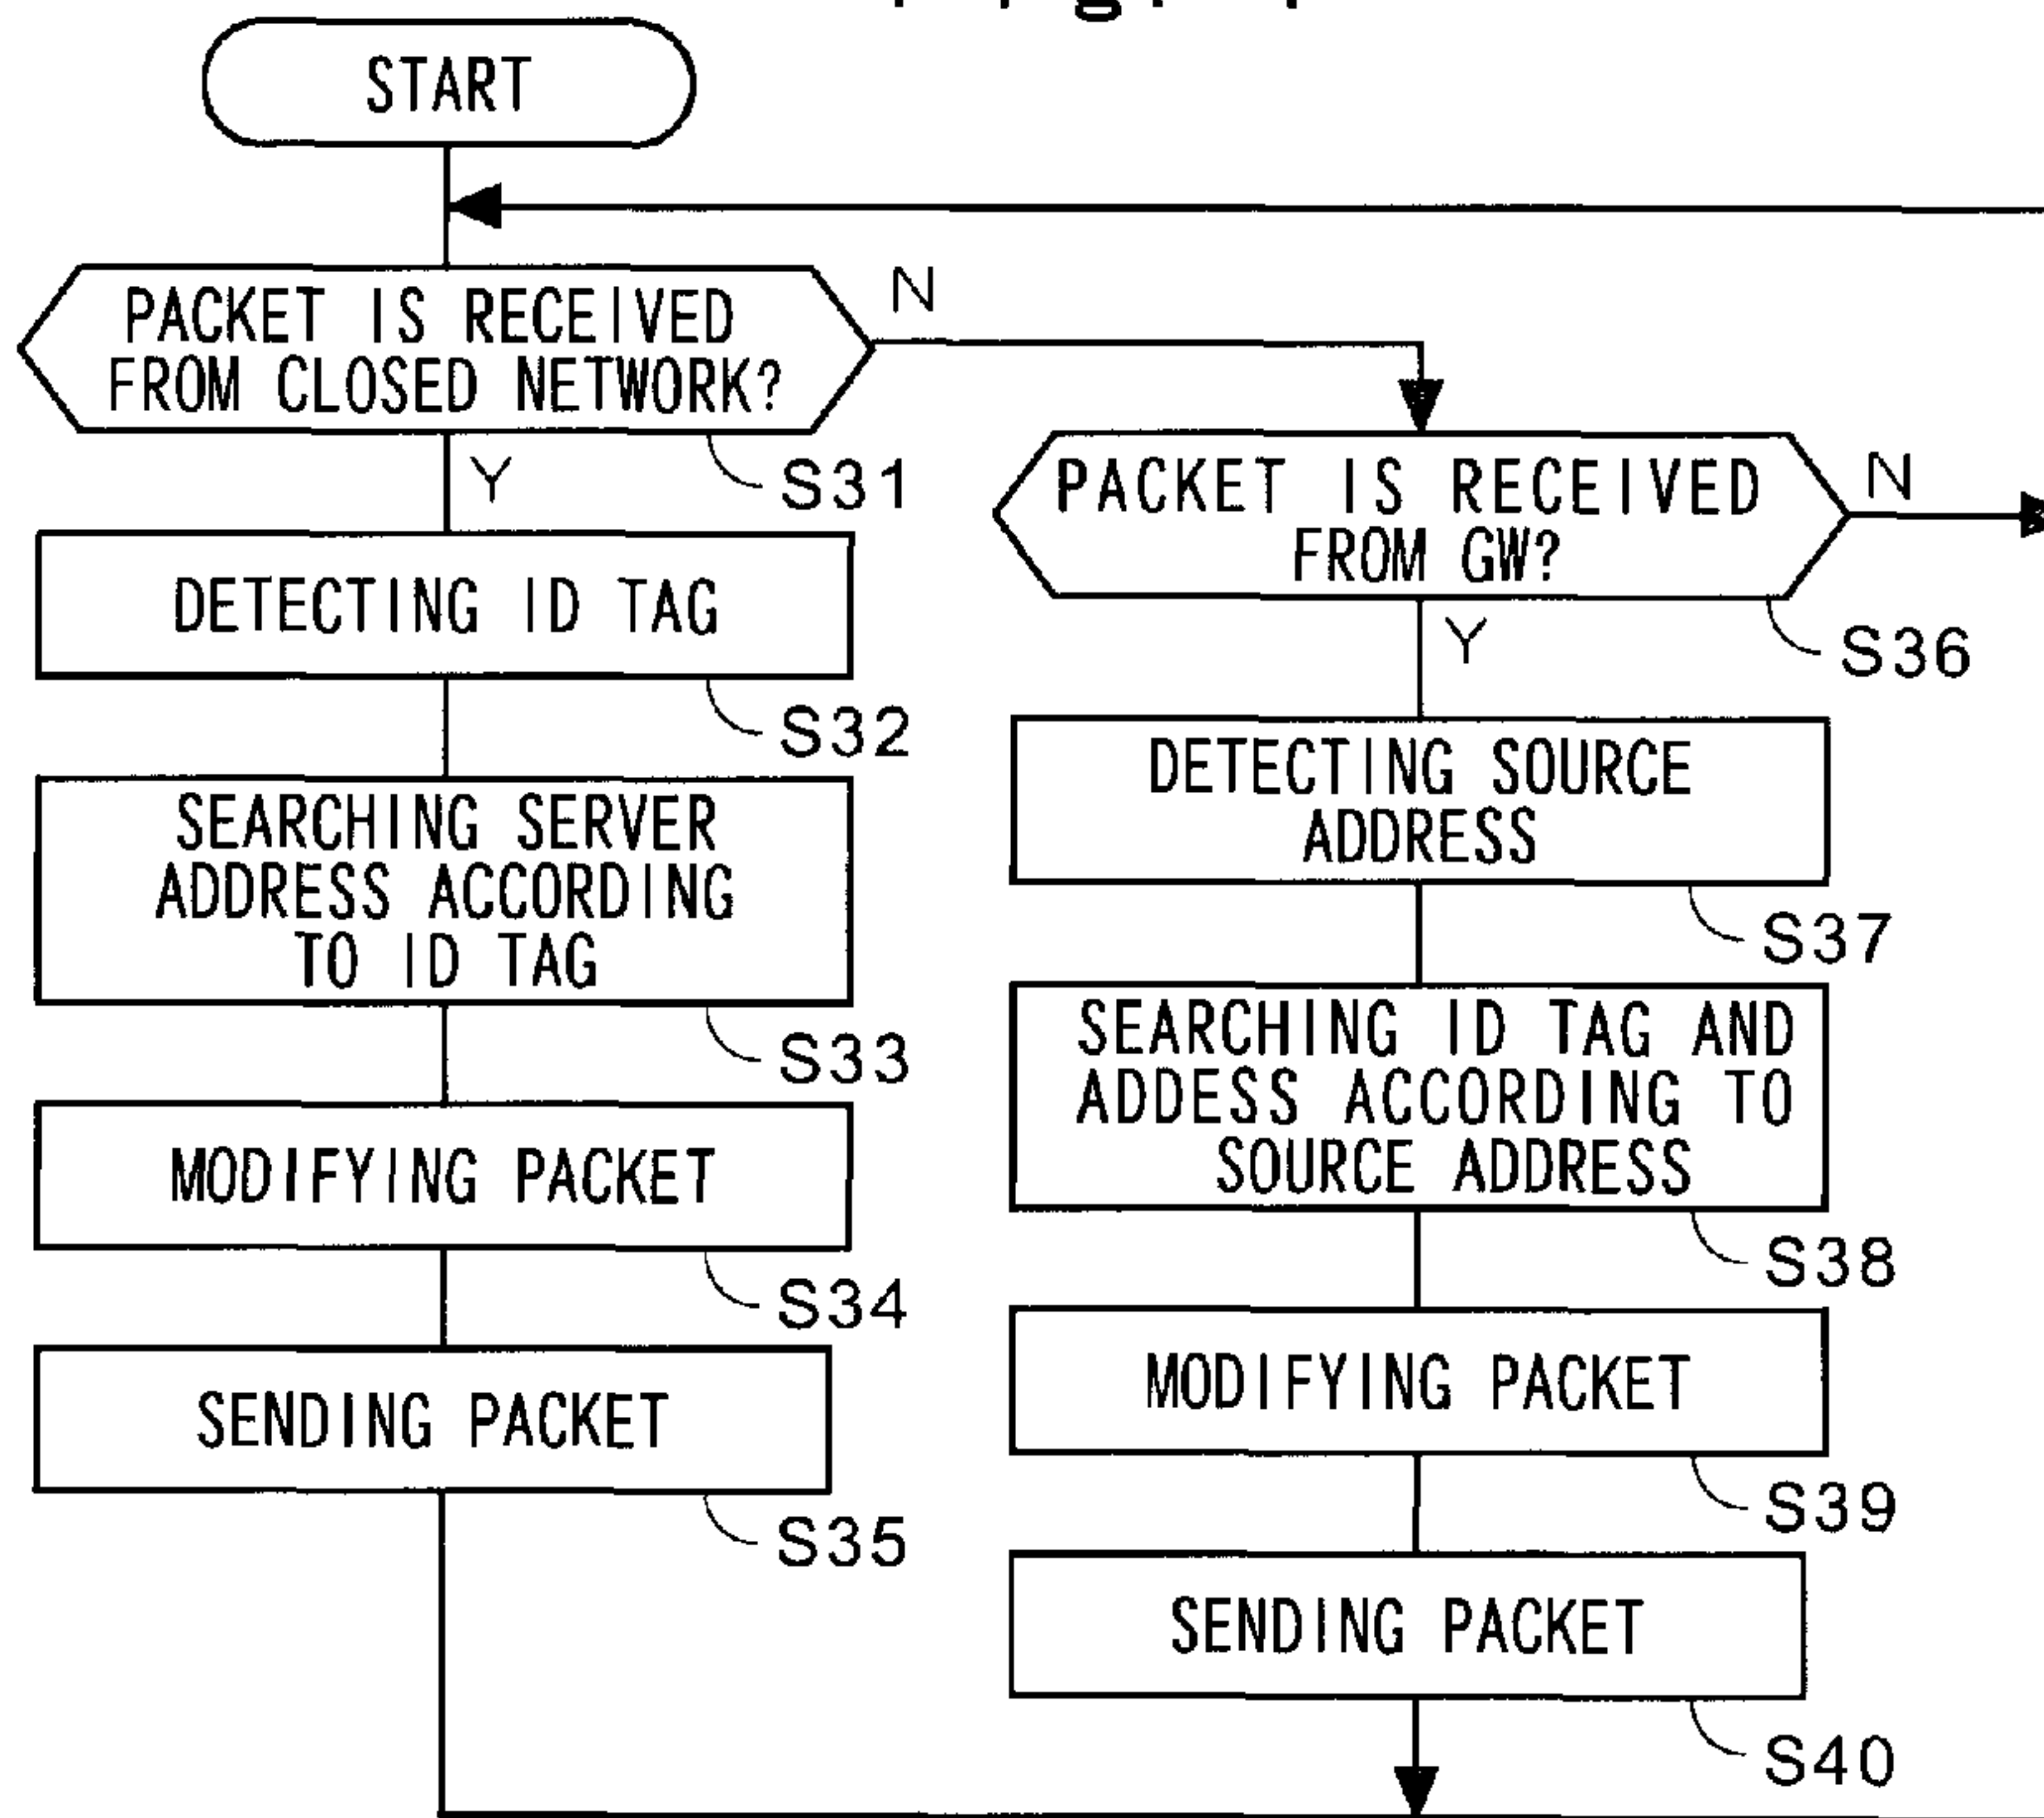 START
PACKET IS RECEIVED
FROM CLOSED NETWORK?
N
Y
S31
DETECTING ID TAG
S32
SEARCHING SERVER
ADDRESS ACCORDING
TO ID TAG
S33
MODIFYING PACKET
S34
SENDING PACKET
S35
PACKET IS RECEIVED
FROM GW?
N
Y
S36
DETECTING SOURCE
ADDRESS
S37
SEARCHING ID TAG AND
ADDESS ACCORDING TO
SOURCE ADDRESS
S38
MODIFYING PACKET
S39
SENDING PACKET
S40